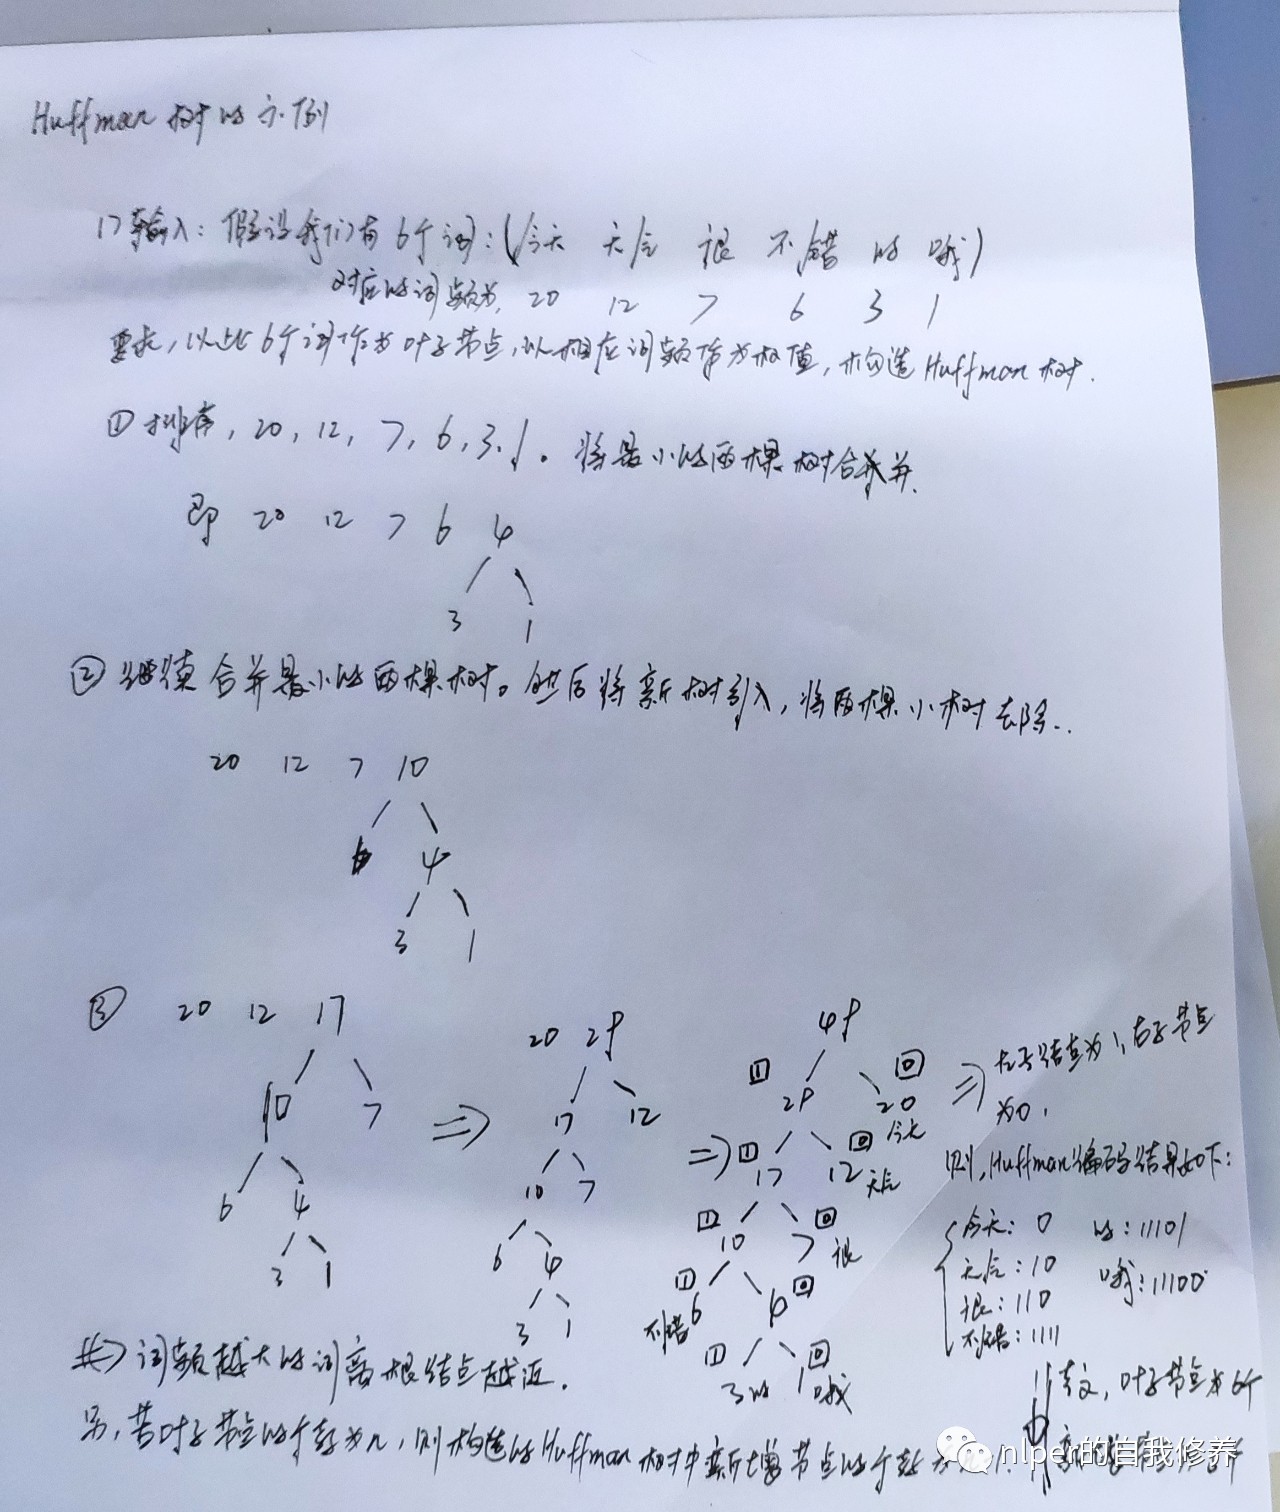 Huffman 树的示例
1> 输入: 假设我们有 6个词: (今天 天气 很 不错 的 哦)
对应的词频为, 20 12 7 6 3 1
要求, 以此6个词作为叶子节点, 以相应词频作为权值, 构造Huffman树.
① 排序, 20, 12, 7, 6, 3, 1。将最小的两棵树合并.
即 20 12 7 6 4
3 1
② 继续合并最小的两棵树。然后将新树引入, 将两棵小树去除..
20 12 7 10
6 4
3 1
③ 20 12 17
10 7
6 4
3 1
⇒
20 29
17 12
10 7
6 4
3 1
⇒
49
1 0
29 20
今天
1 0
17 12
天气
1 0
10 7
很
1 0
不错 6
1 0
3的 1哦
⇒ 左子结点为1, 右子节点
为0,
则, Huffman编码结果如下:
今天: 0 的: 11101
天气: 10 哦: 11100
很: 110
不错: 1111
词频越大的词离根结点越近.
另, 若叶子节点的个数为n, 则构造的Huffman树中新增节点的个数为n-1.
叶子节点为6个
nlper的自我修养